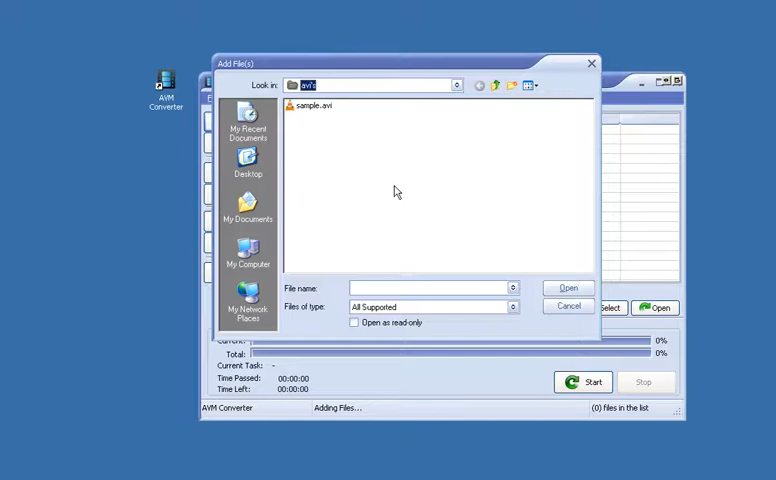 Add File(s)
Look in:
avi's
AVM
Converter
sample.avi
My Recent
Documents
Desktop
My Documents
My Computer
My Network
Places
File name:
Open
Files of type:
All Supported
Cancel
Open as read-only
Select
Open
Current:
0%
Total:
0%
Current Task: -
Time Passed: 00:00:00
Time Left: 00:00:00
Start
Stop
AVM Converter
Adding Files...
(0) files in the list